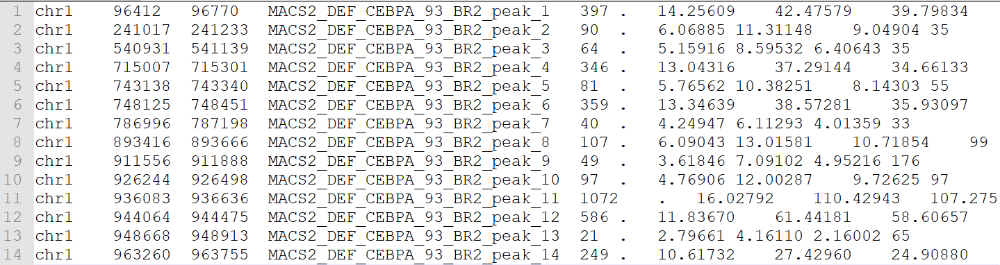 1 chr1 96412 96770 MACS2_DEF_CEBPA_93_BR2_peak_1 397 . 14.25609 42.47579 39.79834
2 chr1 241017 241233 MACS2_DEF_CEBPA_93_BR2_peak_2 90 . 6.06885 11.31148 9.04904 35
3 chr1 540931 541139 MACS2_DEF_CEBPA_93_BR2_peak_3 64 . 5.15916 8.59532 6.40643 35
4 chr1 715007 715301 MACS2_DEF_CEBPA_93_BR2_peak_4 346 . 13.04316 37.29144 34.66133
5 chr1 743138 743340 MACS2_DEF_CEBPA_93_BR2_peak_5 81 . 5.76562 10.38251 8.14303 55
6 chr1 748125 748451 MACS2_DEF_CEBPA_93_BR2_peak_6 359 . 13.34639 38.57281 35.93097
7 chr1 786996 787198 MACS2_DEF_CEBPA_93_BR2_peak_7 40 . 4.24947 6.11293 4.01359 33
8 chr1 893416 893666 MACS2_DEF_CEBPA_93_BR2_peak_8 107 . 6.09043 13.01581 10.71854 99
9 chr1 911556 911888 MACS2_DEF_CEBPA_93_BR2_peak_9 49 . 3.61846 7.09102 4.95216 176
10 chr1 926244 926498 MACS2_DEF_CEBPA_93_BR2_peak_10 97 . 4.76906 12.00287 9.72625 97
11 chr1 936083 936636 MACS2_DEF_CEBPA_93_BR2_peak_11 1072 . 16.02792 110.42943 107.275
12 chr1 944064 944475 MACS2_DEF_CEBPA_93_BR2_peak_12 586 . 11.83670 61.44181 58.60657
13 chr1 948668 948913 MACS2_DEF_CEBPA_93_BR2_peak_13 21 . 2.79661 4.16110 2.16002 65
14 chr1 963260 963755 MACS2_DEF_CEBPA_93_BR2_peak_14 249 . 10.61732 27.42960 24.90880